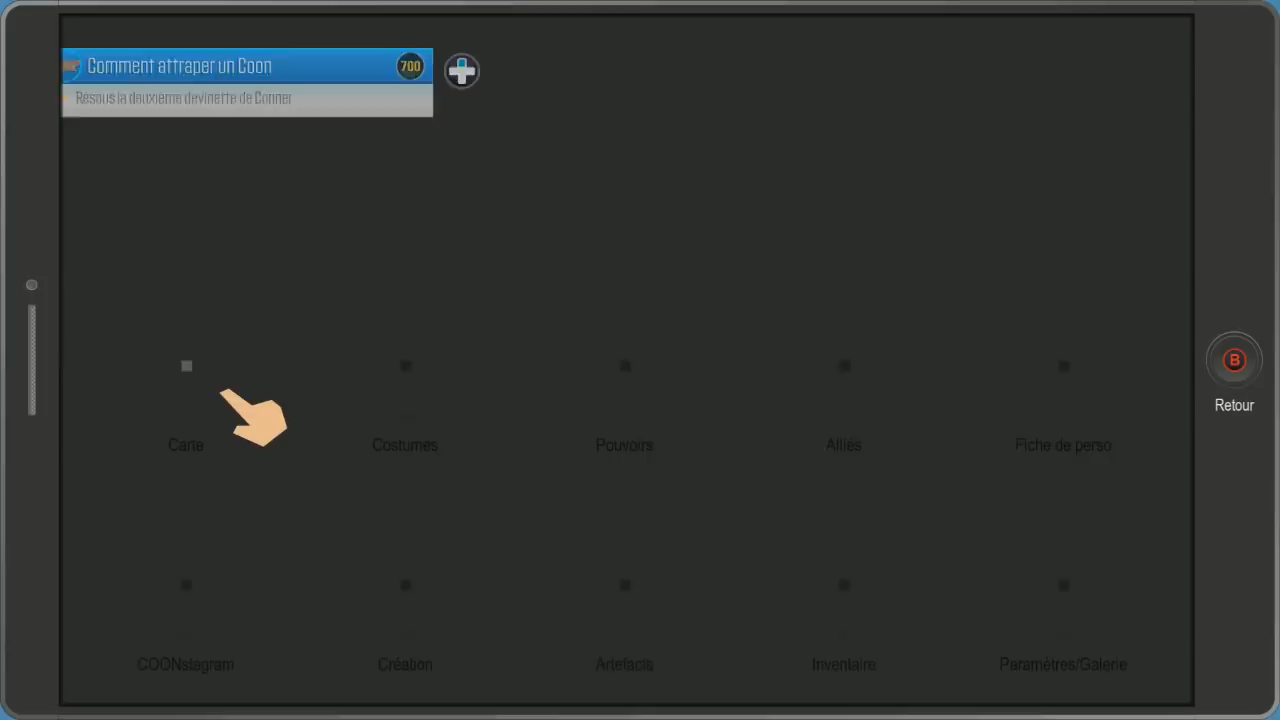 Comment attraper un Coon
700
Résous la deuxième devinette de Conner
B
Retour
Carte
Costumes
Pouvoirs
Alliés
Fiche de perso
COONstagram
Création
Artefacts
Inventaire
Paramètres/Galerie